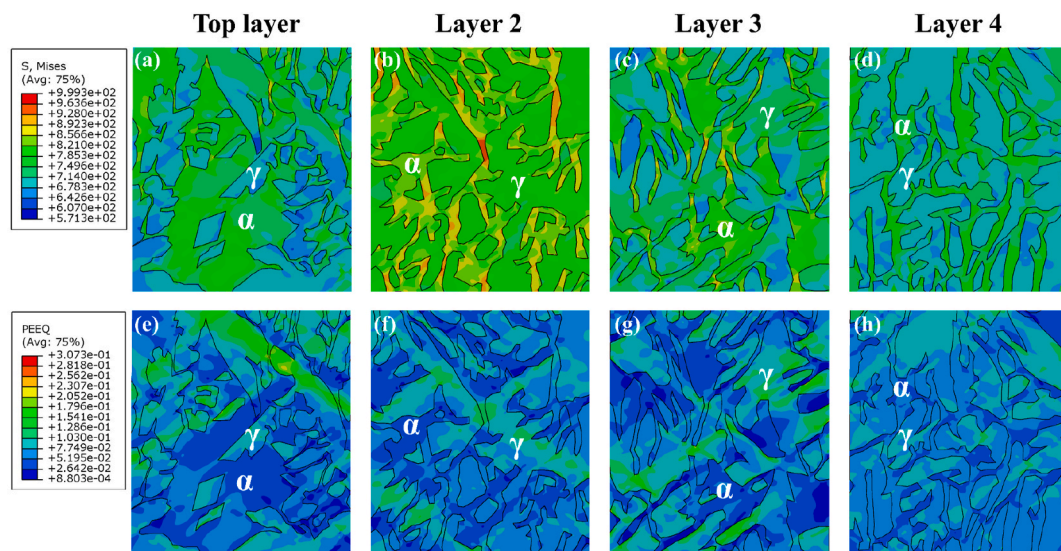 Top layer Layer 2 Layer 3 Layer 4
S, Mises
(Avg: 75%)
+9.993e+02
+9.636e+02
+9.280e+02
+8.923e+02
+8.566e+02
+8.210e+02
+7.853e+02
+7.496e+02
+7.140e+02
+6.783e+02
+6.426e+02
+6.070e+02
+5.713e+02
(a) (b) (c) (d)
γ
α
α
γ
γ
α
α
γ
PEEQ
(Avg: 75%)
+3.073e-01
+2.818e-01
+2.562e-01
+2.307e-01
+2.052e-01
+1.796e-01
+1.541e-01
+1.286e-01
+1.030e-01
+7.749e-02
+5.195e-02
+2.642e-02
+8.803e-04
(e) (f) (g) (h)
γ
α
α
γ
γ
α
α
γ